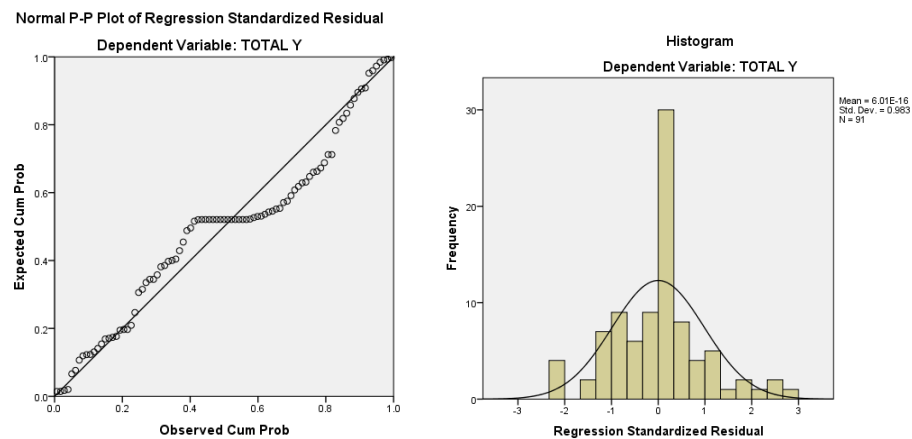 Normal P-P Plot of Regression Standardized Residual
Dependent Variable: TOTAL Y
Expected Cum Prob
1.0
0.8
0.6
0.4
0.2
0.0
0.0 0.2 0.4 0.6 0.8 1.0
Observed Cum Prob
Histogram
Dependent Variable: TOTAL Y
Mean = 6.01E-16
Std. Dev. = 0.983
N = 91
Frequency
30
20
10
0
-3 -2 -1 0 1 2 3
Regression Standardized Residual